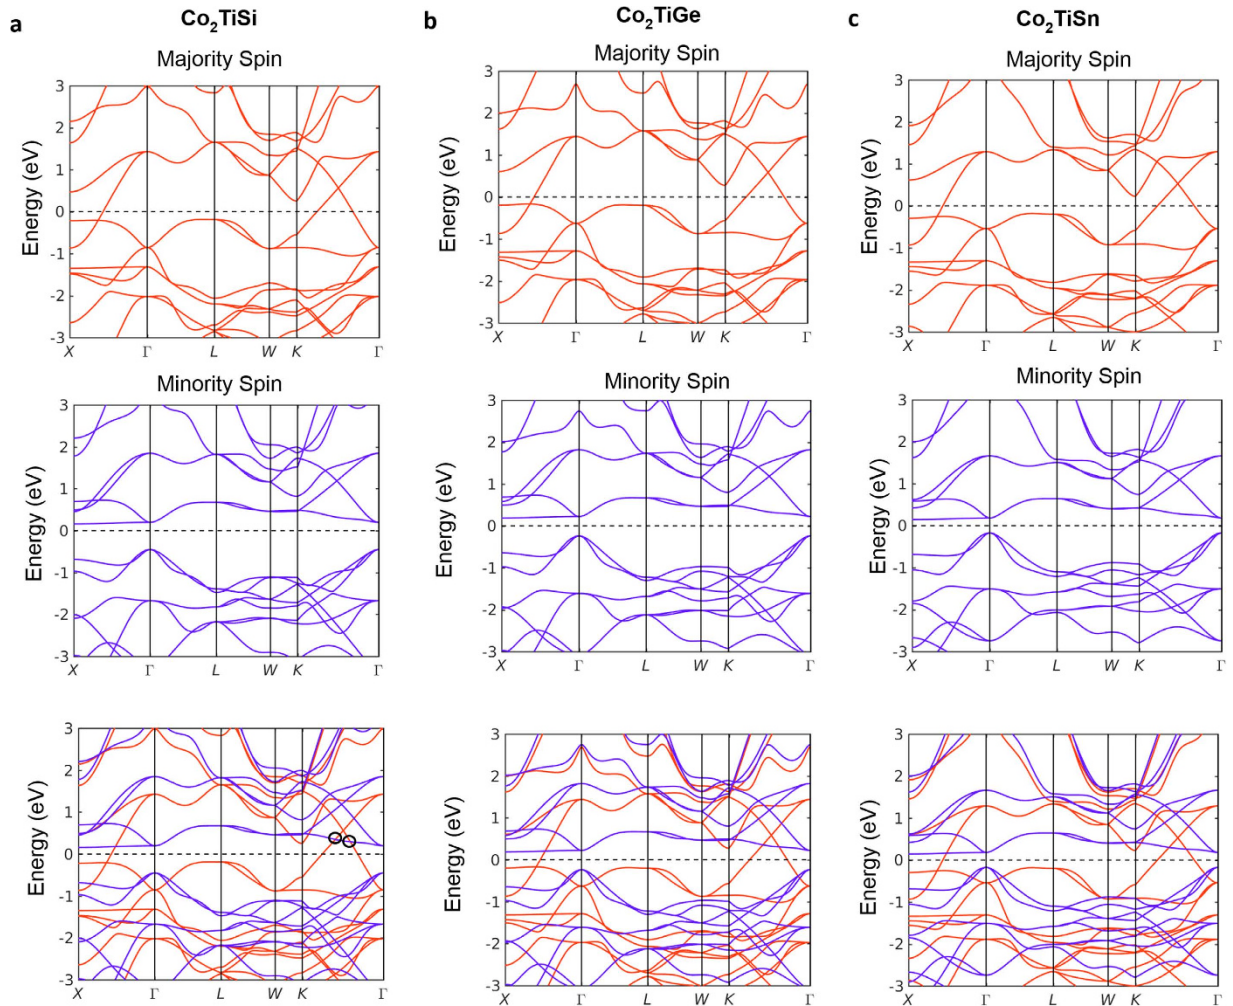 a
Co₂TiSi
Majority Spin
Energy (eV)
3
2
1
0
-1
-2
-3
X Γ L W K Γ
Minority Spin
Energy (eV)
3
2
1
0
-1
-2
-3
X Γ L W K Γ
Energy (eV)
3
2
1
0
-1
-2
-3
X Γ L W K Γ
b
Co₂TiGe
Majority Spin
Energy (eV)
3
2
1
0
-1
-2
-3
X Γ L W K Γ
Minority Spin
Energy (eV)
3
2
1
0
-1
-2
-3
X Γ L W K Γ
Energy (eV)
3
2
1
0
-1
-2
-3
X Γ L W K Γ
c
Co₂TiSn
Majority Spin
Energy (eV)
3
2
1
0
-1
-2
-3
X Γ L W K Γ
Minority Spin
Energy (eV)
3
2
1
0
-1
-2
-3
X Γ L W K Γ
Energy (eV)
3
2
1
0
-1
-2
-3
X Γ L W K Γ